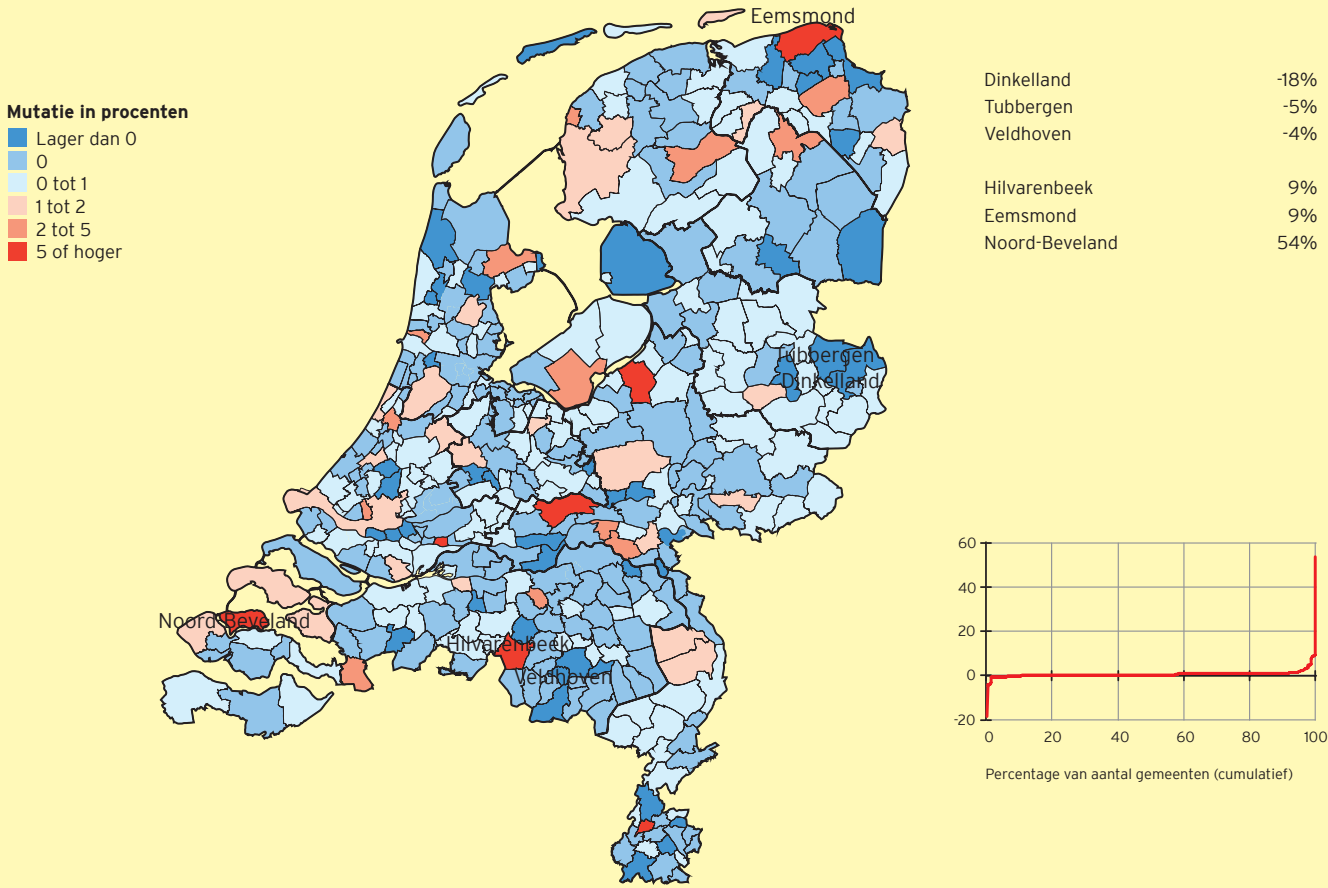 Eemsmond
Dinkelland -18%
Tubbergen -5%
Veldhoven -4%
Hilvarenbeek 9%
Eemsmond 9%
Noord-Beveland 54%
Mutatie in procenten
Lager dan 0
0
0 tot 1
1 tot 2
2 tot 5
5 of hoger
Tubbergen
Dinkelland
Noord-Beveland
Hilvarenbeek
Veldhoven
60
40
20
0
-20
0 20 40 60 80 100
Percentage van aantal gemeenten (cumulatief)